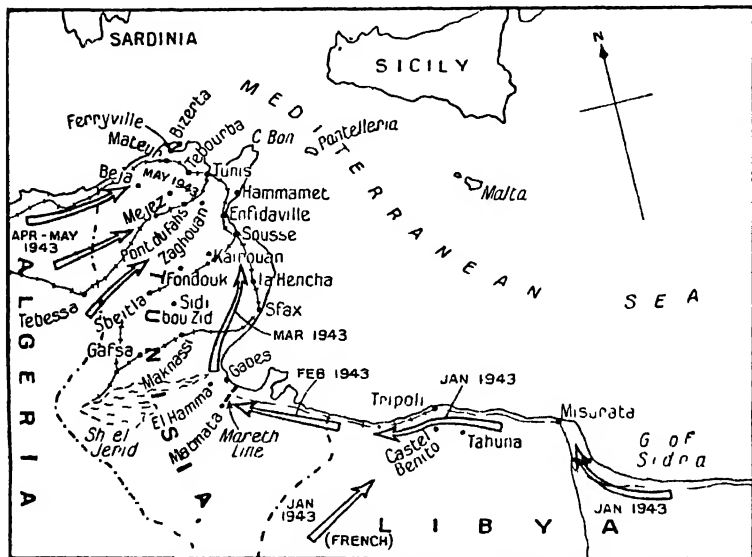 SARDINIA
SICILY
N
MEDITERRANEAN SEA
Ferryville
Bizerta
Mateur
Tebourba
C Bon
Pantelleria
Beja
Tunis
MAY 1943
Malta
Hammamet
Mejez
Enfidaville
APR-MAY
1943
Pont du Fahs
Zaghouan
Sousse
Kairouan
ALGERIA
TUNISIA.
Fondouk
la Hencha
Tebessa
Sbeitla
Sidi
bou Zid
Sfax
MAR 1943
Gafsa
Maknassi
Gabes
FEB 1943
JAN 1943
Tripoli
Misurata
El Hamma
Sh el
Jerid
Matmata
Mareth
Line
Castel
Benito
Tahuna
G of
Sidra
JAN
1943
(FRENCH)
JAN 1943
LIBYA